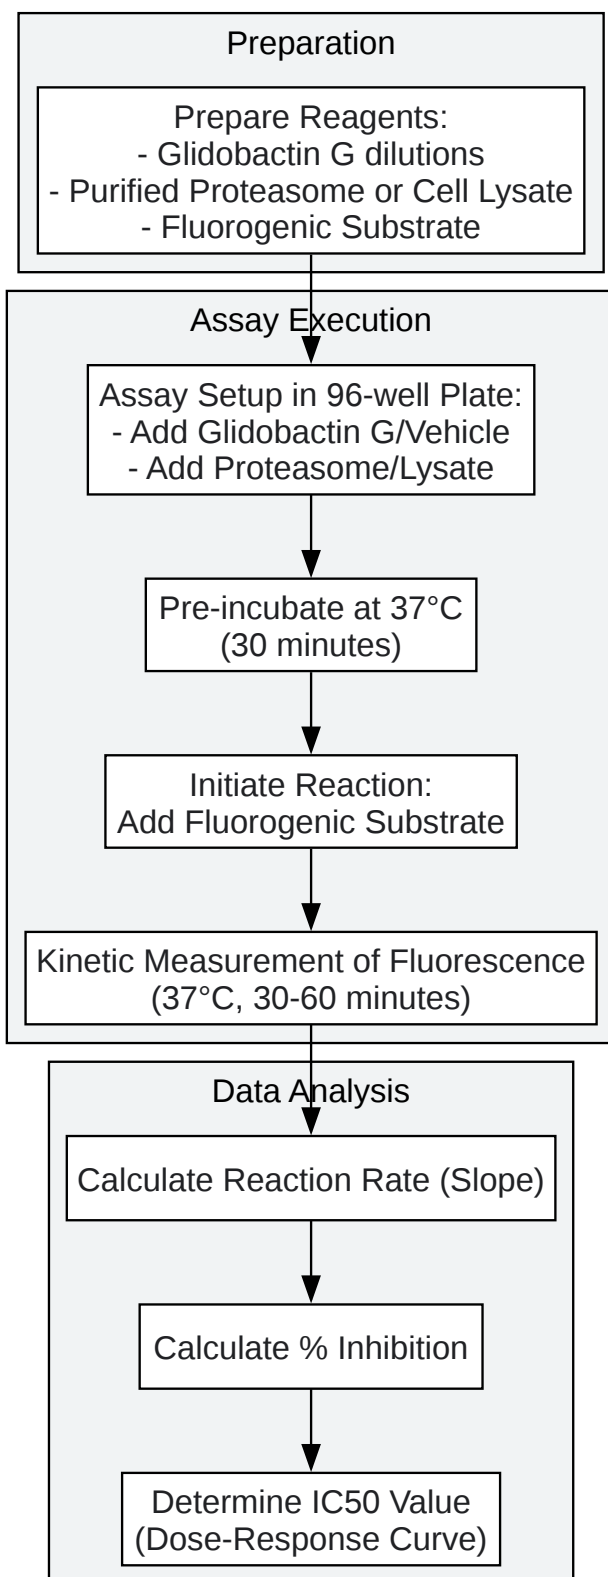 Preparation
Prepare Reagents:
- Glidobactin G dilutions
- Purified Proteasome or Cell Lysate
- Fluorogenic Substrate
Assay Execution
Assay Setup in 96-well Plate:
- Add Glidobactin G/Vehicle
- Add Proteasome/Lysate
Pre-incubate at 37°C
(30 minutes)
Initiate Reaction:
Add Fluorogenic Substrate
Kinetic Measurement of Fluorescence
(37°C, 30-60 minutes)
Data Analysis
Calculate Reaction Rate (Slope)
Calculate % Inhibition
Determine IC50 Value
(Dose-Response Curve)